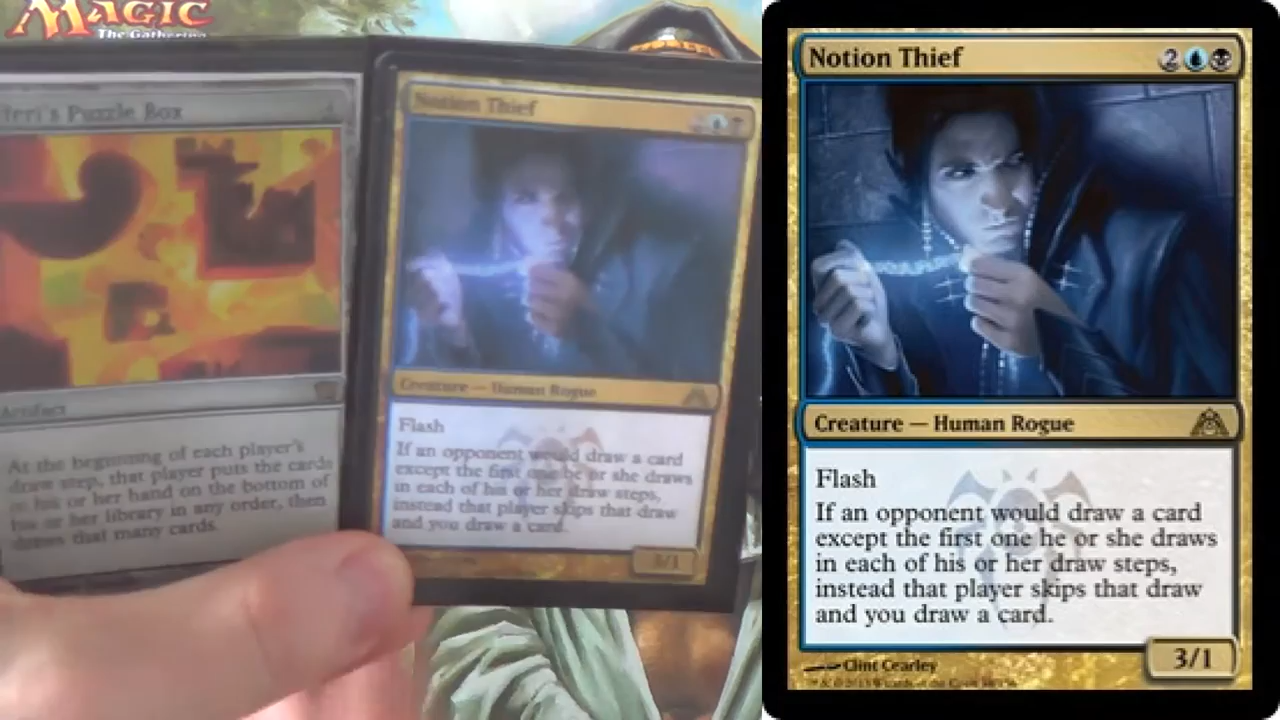 MAGIC
The Gathering
Puzzle Box
4
Artifact
At the beginning of each player's
draw step, that player puts the cards
in his or her hand on the bottom of
his or her library in any order, then
draws that many cards.
Notion Thief
Creature — Human Rogue
Flash
If an opponent would draw a card
except the first one he or she draws
in each of his or her draw steps,
instead that player skips that draw
and you draw a card.
3/1
Notion Thief
2
Creature — Human Rogue
Flash
If an opponent would draw a card
except the first one he or she draws
in each of his or her draw steps,
instead that player skips that draw
and you draw a card.
Clint Cearley
3/1